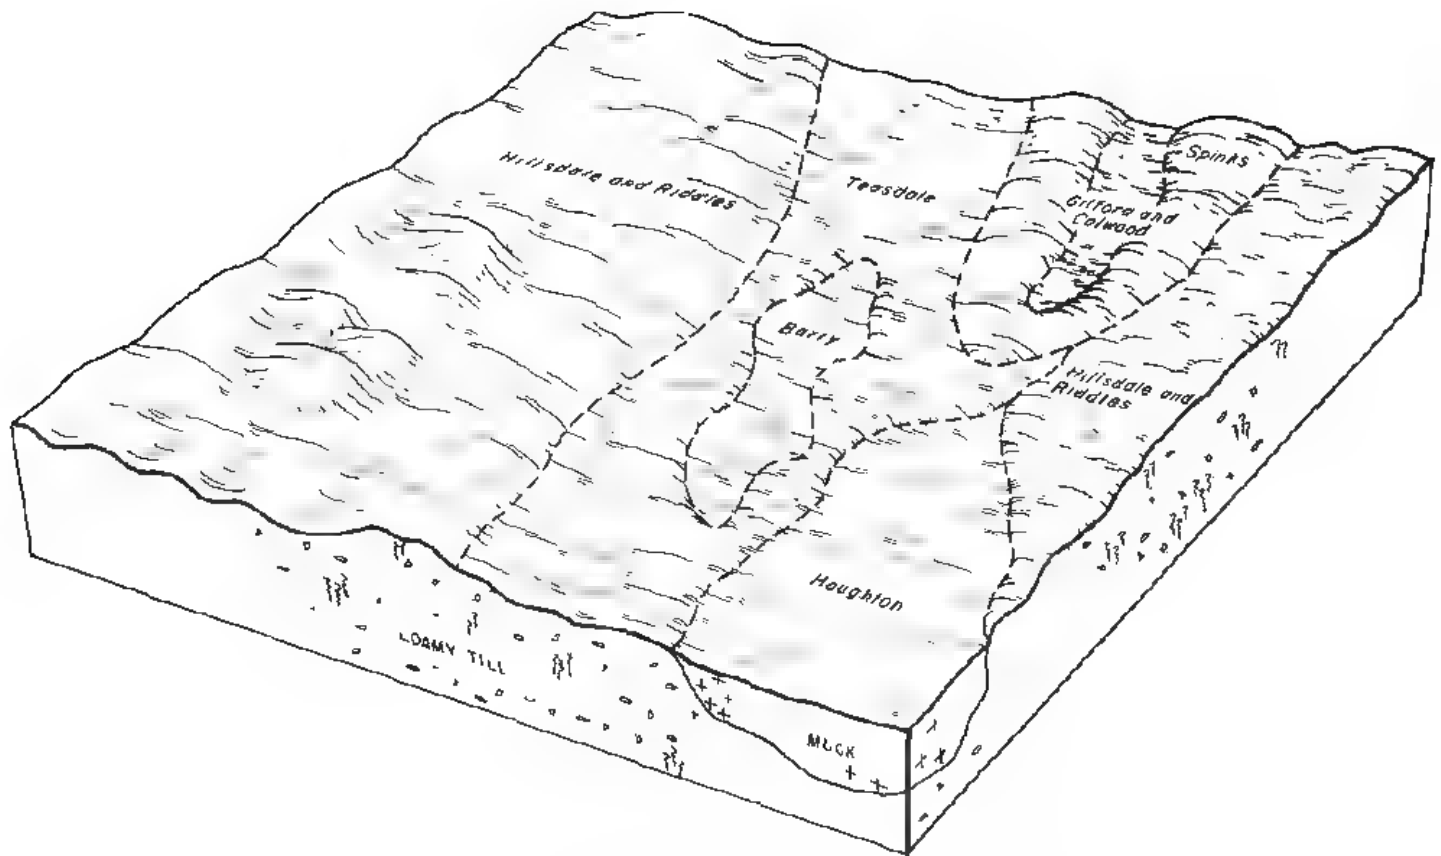 Spinks
Hillsdale and Riddles
Teasdale
Gilford and
Colwood
Barry
Hillsdale and
Riddles
Houghton
LOAMY TILL
MUCK